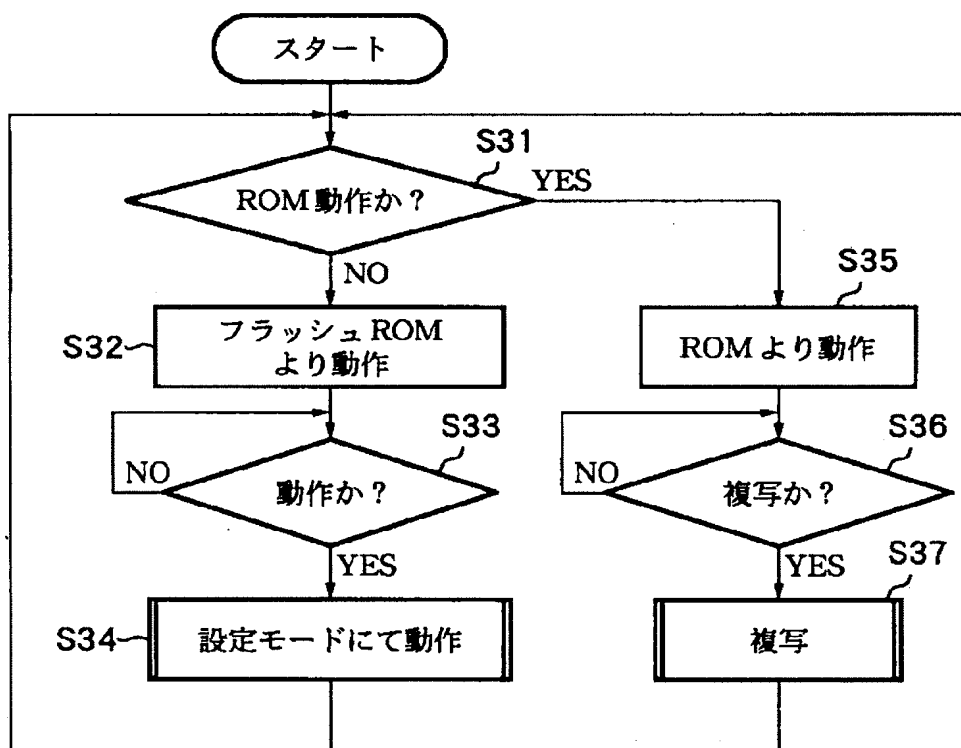 スタート
S31
ROM動作か？
YES
NO
S35
S32
フラッシュROM
より動作
ROMより動作
S33
S36
NO
動作か？
NO
複写か？
YES
YES
S37
S34
設定モードにて動作
複写